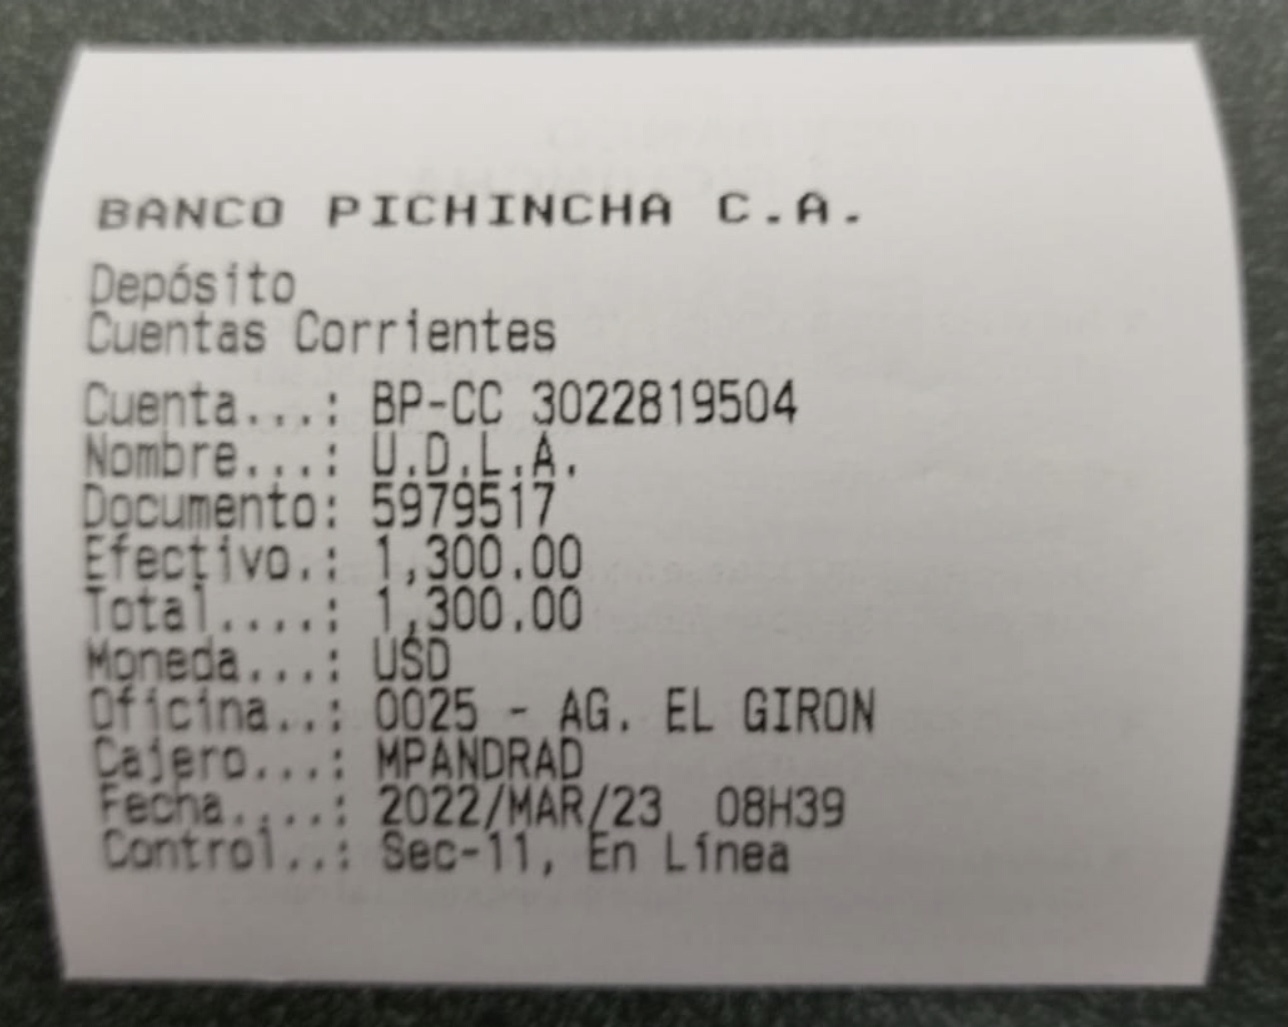 BANCO PICHINCHA C.A.
Depósito
Cuentas Corrientes
Cuenta...: BP-CC 3022819504
Nombre...: U.D.L.A.
Documento: 5979517
Efectivo.: 1,300.00
Total....: 1,300.00
Moneda...: USD
Oficina..: 0025 - AG. EL GIRON
Cajero...: MPANDRAD
Fecha....: 2022/MAR/23  08H39
Control..: Sec-11, En Línea